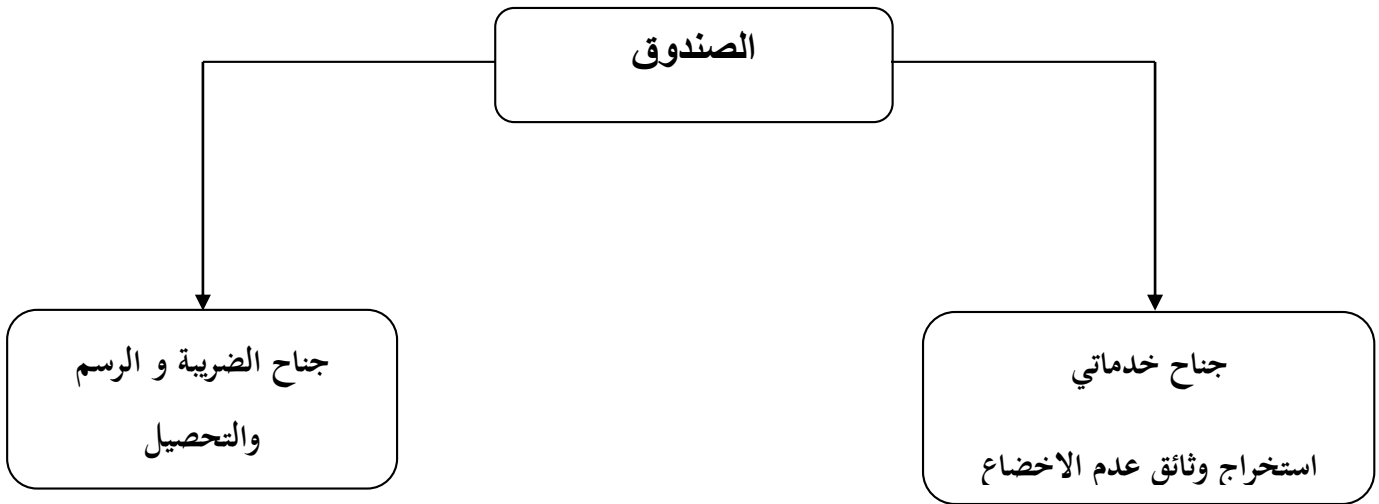 الصندوق
جناح خدماتي
استخراج وثائق عدم الاخضاع
جناح الضريبة و الرسم
والتحصيل